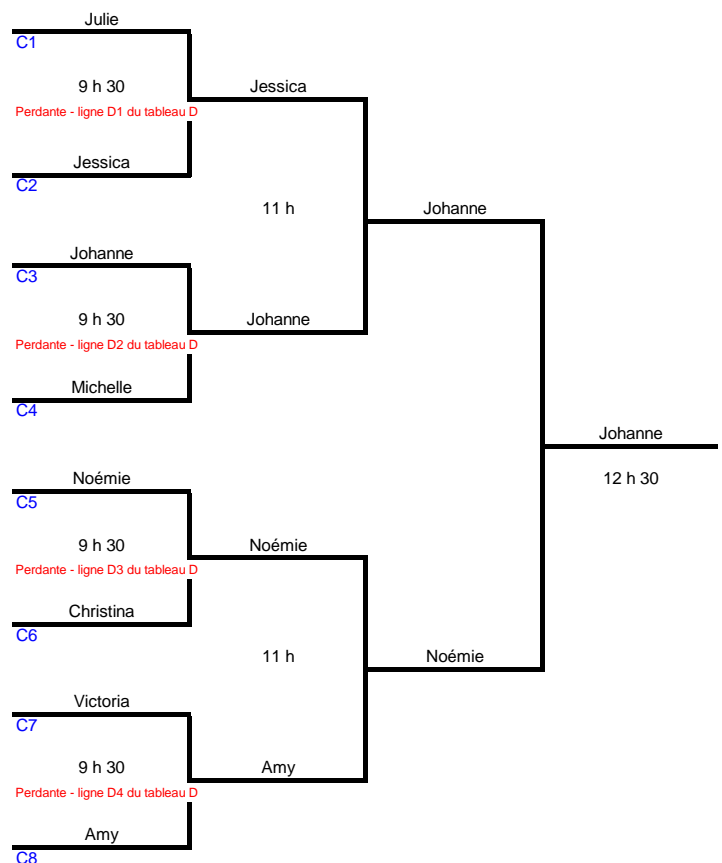 Julie
C1
9 h 30
Jessica
Perdante - ligne D1 du tableau D
Jessica
C2
11 h
Johanne
Johanne
C3
9 h 30
Johanne
Perdante - ligne D2 du tableau D
Michelle
C4
Johanne
12 h 30
Noémie
C5
9 h 30
Noémie
Perdante - ligne D3 du tableau D
Christina
C6
11 h
Noémie
Victoria
C7
9 h 30
Amy
Perdante - ligne D4 du tableau D
Amy
C8